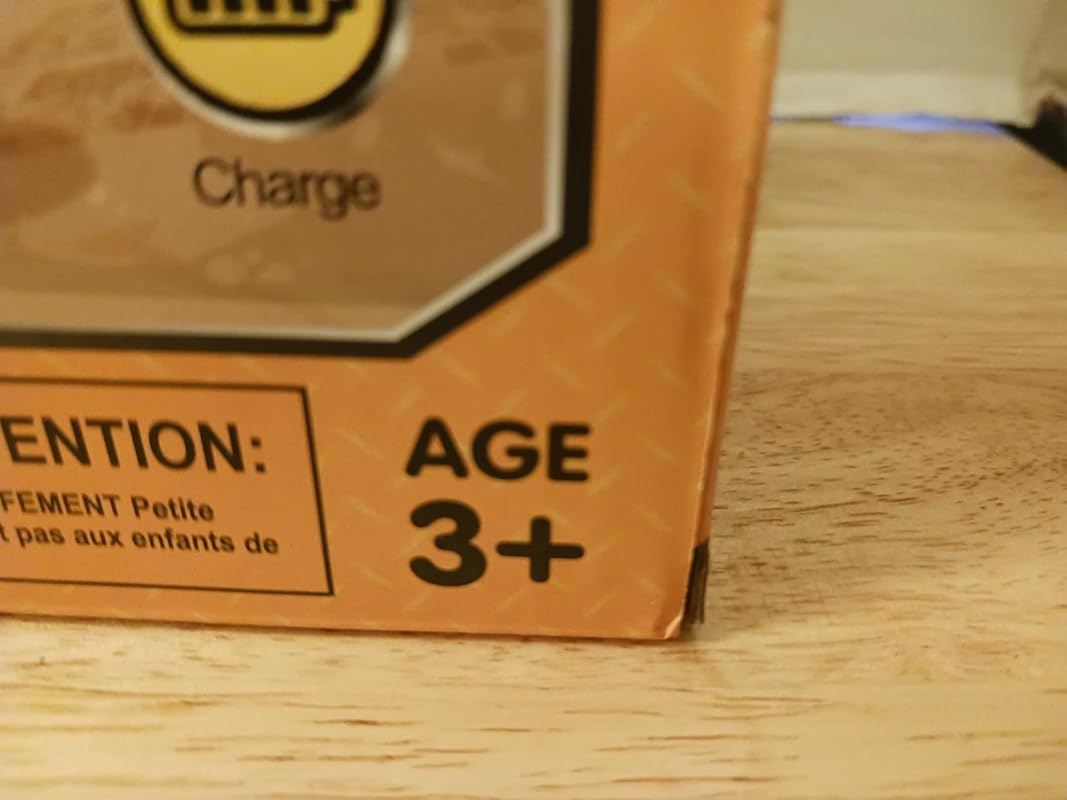 Charge
ENTION:
FEMENT Petite
t pas aux enfants de
AGE
3+